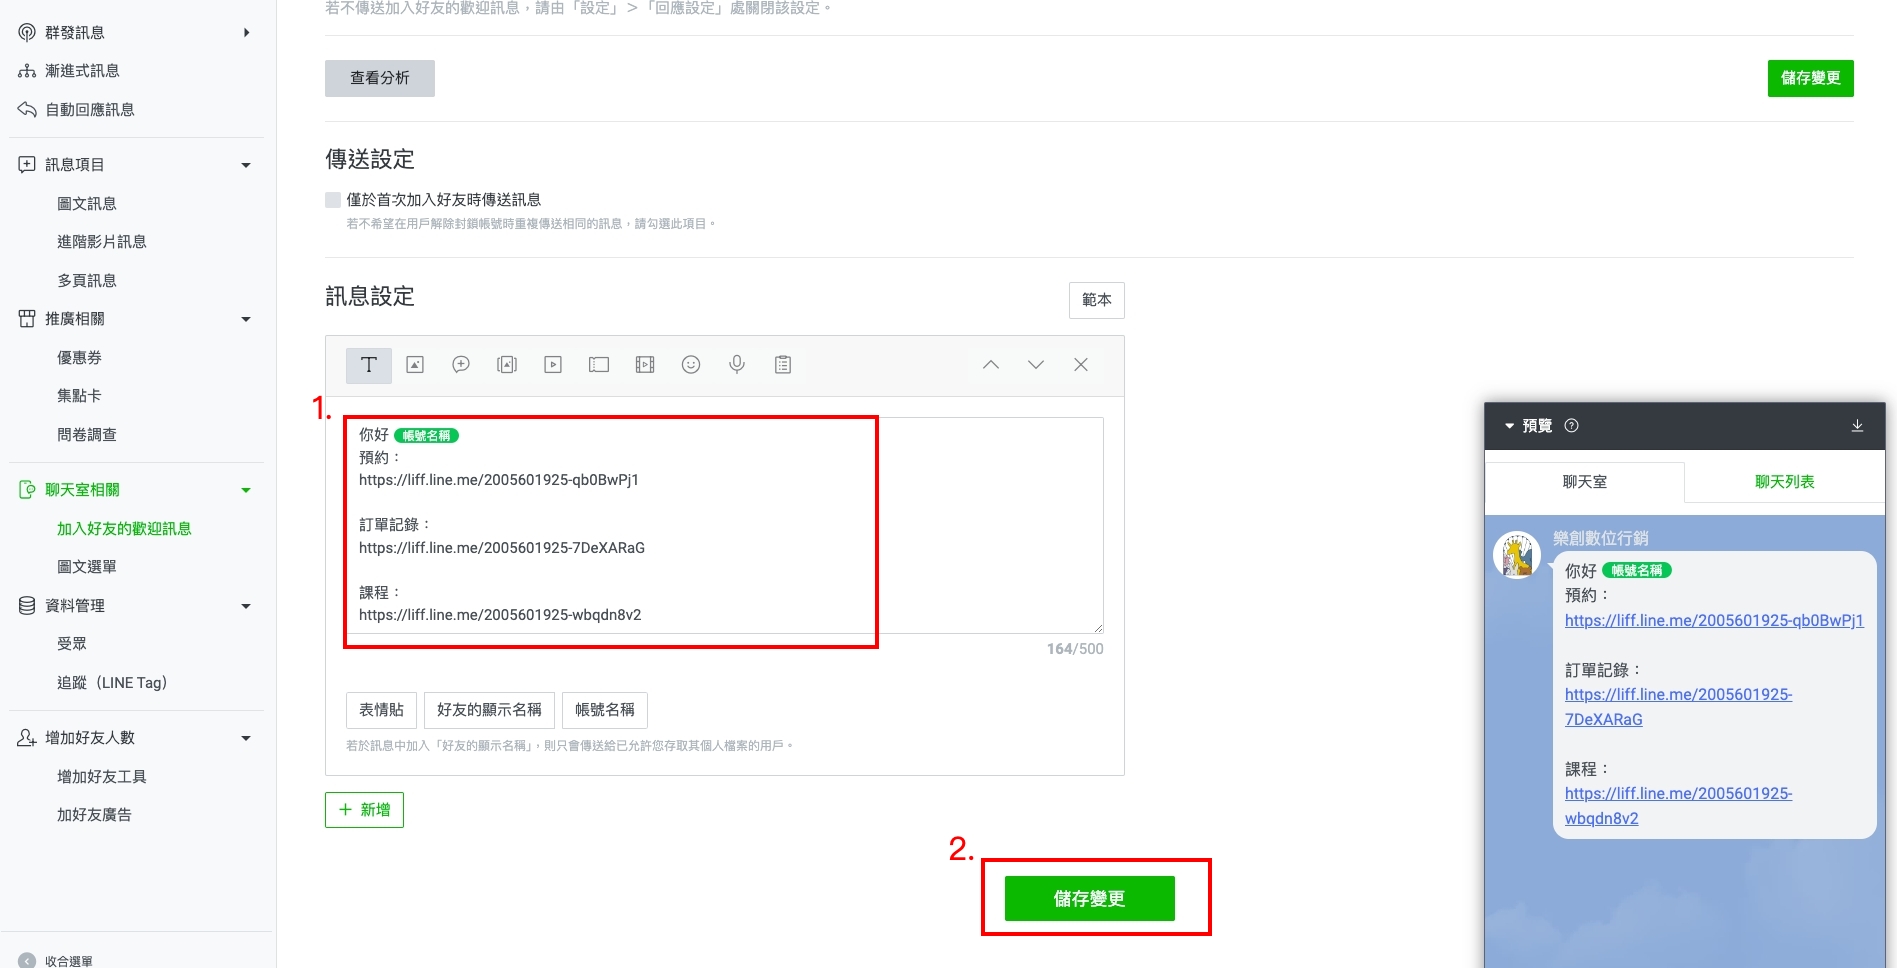 群發訊息
漸進式訊息
自動回應訊息
訊息項目
圖文訊息
進階影片訊息
多頁訊息
推廣相關
優惠券
集點卡
問卷調查
聊天室相關
加入好友的歡迎訊息
圖文選單
資料管理
受眾
追蹤（LINE Tag）
增加好友人數
增加好友工具
加好友廣告
收合選單
若不傳送加入好友的歡迎訊息，請由「設定」＞「回應設定」處關閉該設定。
查看分析
儲存變更
傳送設定
僅於首次加入好友時傳送訊息
若不希望在用戶解除封鎖帳號時重複傳送相同的訊息，請勾選此項目。
訊息設定
範本
T
1.
你好 帳號名稱
預約：
https://liff.line.me/2005601925-qb0BwPj1
訂單記錄：
https://liff.line.me/2005601925-7DeXARaG
課程：
https://liff.line.me/2005601925-wbqdn8v2
164/500
表情貼 好友的顯示名稱 帳號名稱
若於訊息中加入「好友的顯示名稱」，則只會傳送給已允許您存取其個人檔案的用戶。
+ 新增
2.
儲存變更
預覽 ?
聊天室 聊天列表
樂創數位行銷
你好 帳號名稱
預約：
https://liff.line.me/2005601925-qb0BwPj1
訂單記錄：
https://liff.line.me/2005601925-
7DeXARaG
課程：
https://liff.line.me/2005601925-
wbqdn8v2